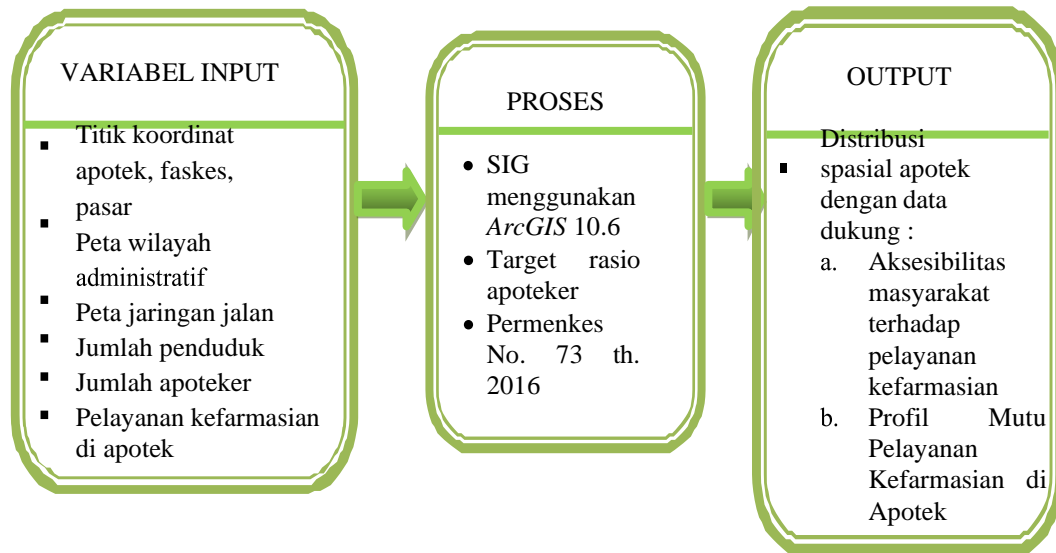 VARIABEL INPUT
▪ Titik koordinat
apotek, faskes,
pasar
▪ Peta wilayah
administratif
▪ Peta jaringan jalan
▪ Jumlah penduduk
▪ Jumlah apoteker
▪ Pelayanan kefarmasian
di apotek
PROSES
• SIG
menggunakan
ArcGIS 10.6
• Target rasio
apoteker
• Permenkes
No. 73 th.
2016
OUTPUT
Distribusi
▪ spasial apotek
dengan data
dukung :
a. Aksesibilitas
masyarakat
terhadap
pelayanan
kefarmasian
b. Profil Mutu
Pelayanan
Kefarmasian di
Apotek